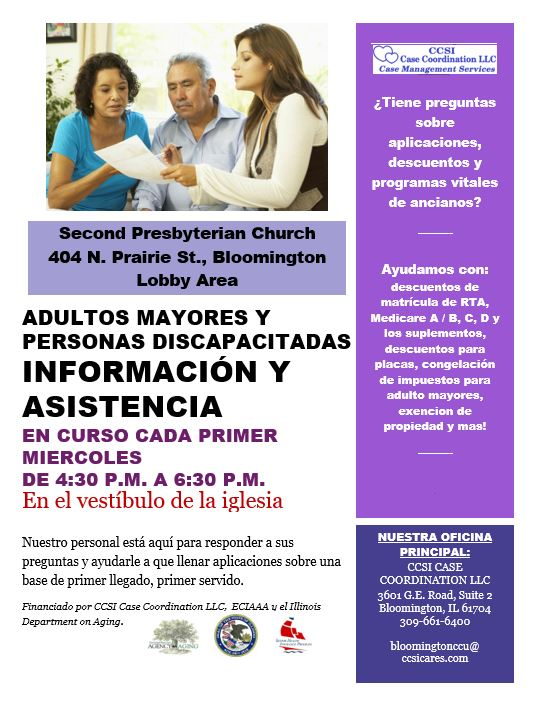 Second Presbyterian Church
404 N. Prairie St., Bloomington
Lobby Area
ADULTOS MAYORES Y
PERSONAS DISCAPACITADAS
INFORMACIÓN Y
ASISTENCIA
EN CURSO CADA PRIMER
MIERCOLES
DE 4:30 P.M. A 6:30 P.M.
En el vestíbulo de la iglesia
Nuestro personal está aquí para responder a sus
preguntas y ayudarle a que llenar aplicaciones sobre una
base de primer llegado, primer servido.
Financiado por CCSI Case Coordination LLC, ECIAAA y el Illinois
Department on Aging.
AGENCY ON AGING
CCSI
Case Coordination LLC
Case Management Services
¿Tiene preguntas
sobre
aplicaciones,
descuentos y
programas vitales
de ancianos?
Ayudamos con:
descuentos de
matrícula de RTA,
Medicare A / B, C, D y
los suplementos,
descuentos para
placas, congelación
de impuestos para
adulto mayores,
exencion de
propiedad y mas!
NUESTRA OFICINA
PRINCIPAL:
CCSI CASE
COORDINATION LLC
3601 G.E. Road, Suite 2
Bloomington, IL 61704
309-661-6400
bloomingtonccu@
ccsicares.com